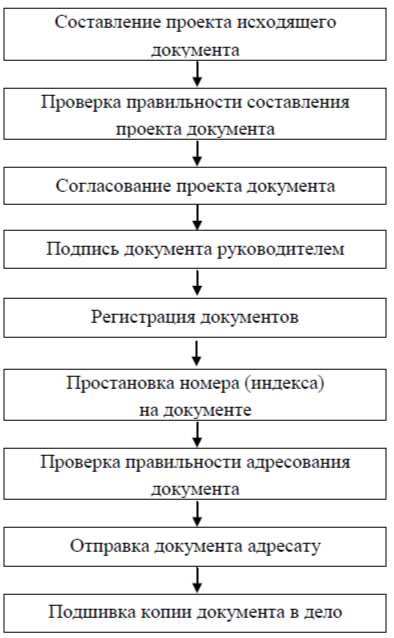 Составление проекта исходящего
документа
Проверка правильности составления
проекта документа
Согласование проекта документа
Подпись документа руководителем
Регистрация документов
Простановка номера (индекса)
на документе
Проверка правильности адресования
документа
Отправка документа адресату
Подшивка копии документа в дело